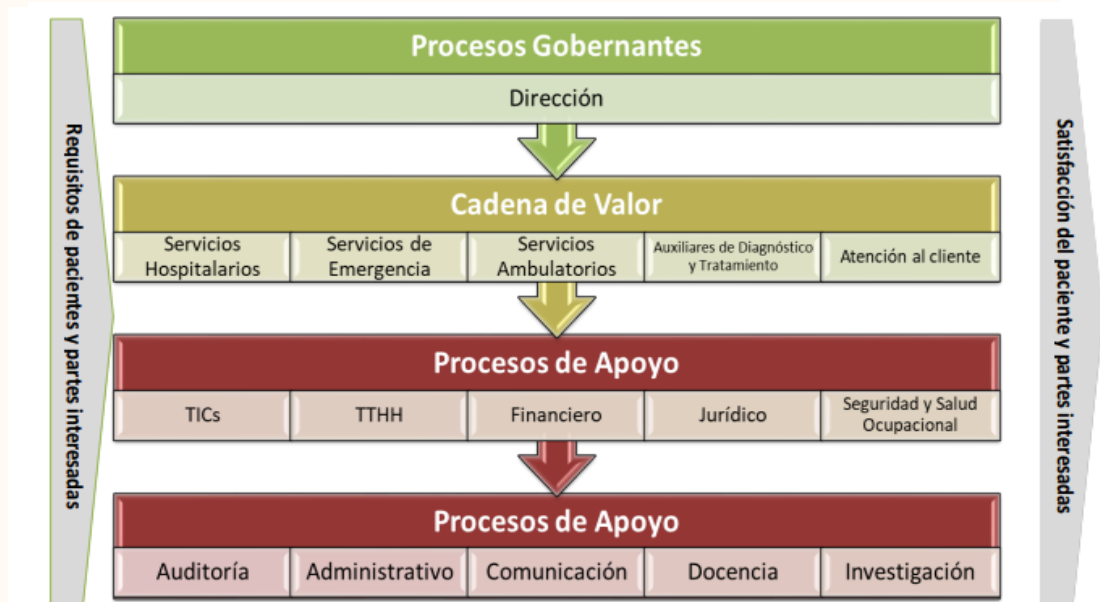 Requisitos de pacientes y partes interesadas
Procesos Gobernantes
Dirección
Cadena de Valor
Servicios
Hospitalarios
Servicios de
Emergencia
Servicios
Ambulatorios
Auxiliares de Diagnóstico
y Tratamiento
Atención al cliente
Procesos de Apoyo
TICs
TTHH
Financiero
Jurídico
Seguridad y Salud
Ocupacional
Procesos de Apoyo
Auditoría
Administrativo
Comunicación
Docencia
Investigación
Satisfacción del paciente y partes interesadas